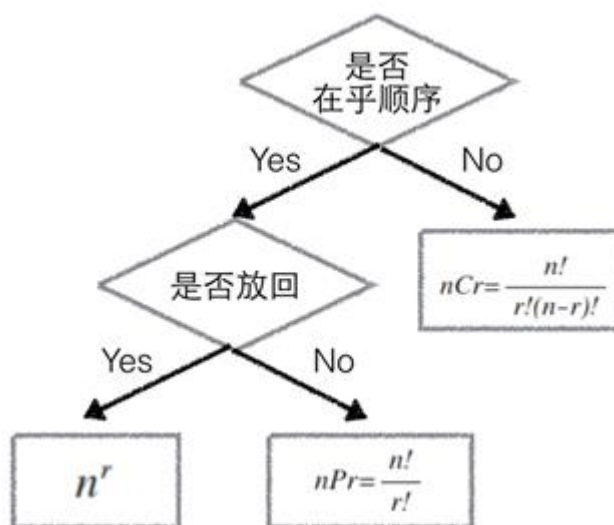 是否
在乎顺序
Yes
No
是否放回
nCr= n!
r!(n-r)!
Yes
No
n^r
nPr= n!
r!